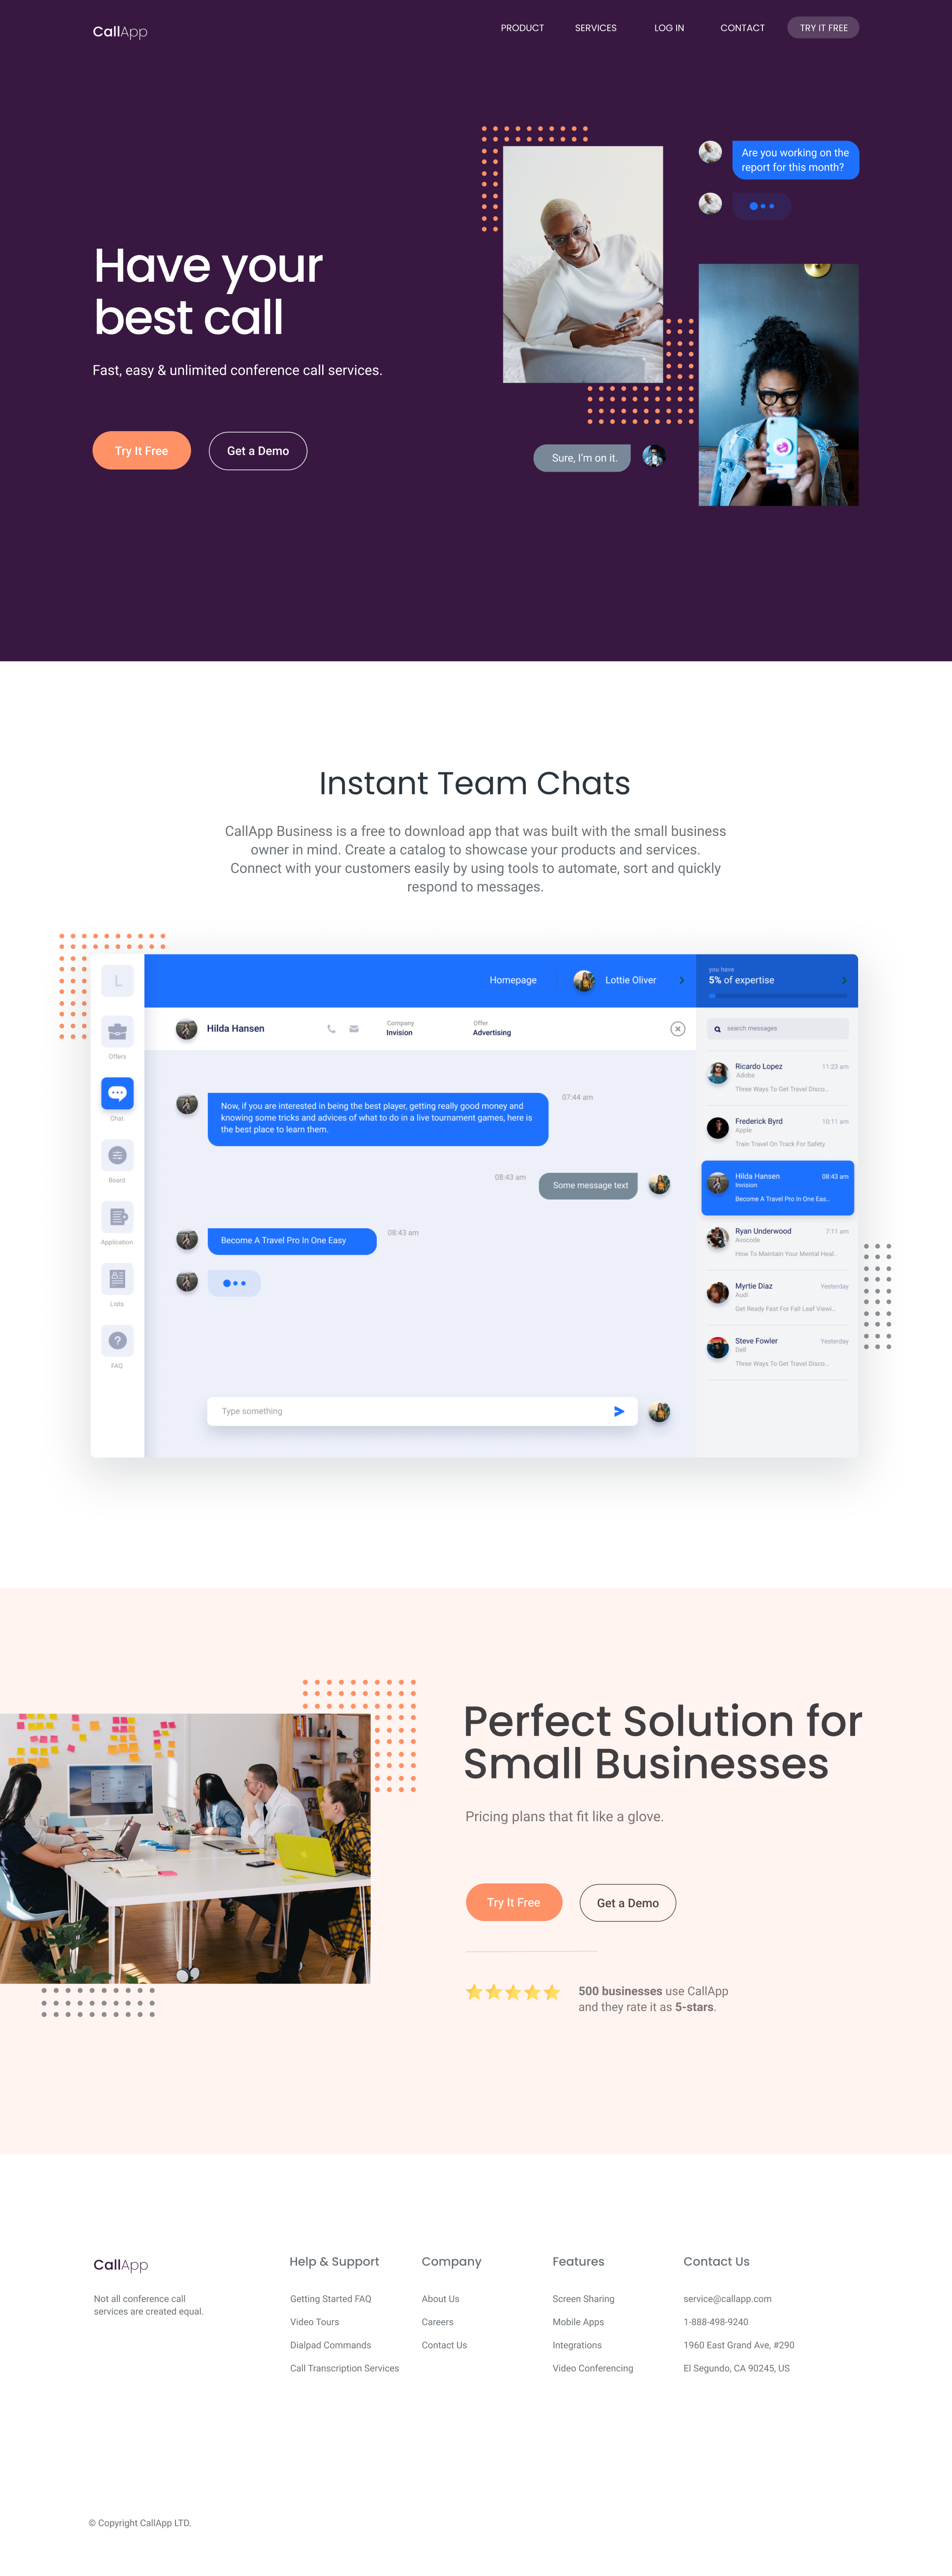 CallApp
PRODUCT
SERVICES
LOG IN
CONTACT
TRY IT FREE
Are you working on the
report for this month?
Have your
best call
Fast, easy & unlimited conference call services.
Try It Free
Get a Demo
Sure, I'm on it.
Instant Team Chats
CallApp Business is a free to download app that was built with the small business
owner in mind. Create a catalog to showcase your products and services.
Connect with your customers easily by using tools to automate, sort and quickly
respond to messages.
L
Offers
Chat
Board
Application
Lists
FAQ
Homepage
Lottie Oliver
you have
5% of expertise
Hilda Hansen
Company
Invision
Offer
Advertising
Now, if you are interested in being the best player, getting really good money and
knowing some tricks and advices of what to do in a live tournament games, here is
the best place to learn them.
07:44 am
08:43 am
Some message text
Become A Travel Pro In One Easy
08:43 am
Type something
search messages
Ricardo Lopez
11:23 am
Adobe
Three Ways To Get Travel Disco...
Frederick Byrd
10:11 am
Apple
Train Travel On Track For Safety
Hilda Hansen
08:43 am
Invision
Become A Travel Pro In One Eas..
Ryan Underwood
7:11 am
Avocode
How To Maintain Your Mental Heal..
Myrtie Diaz
Yesterday
Audi
Get Ready Fast For Fall Leaf Viewi...
Steve Fowler
Yesterday
Dell
Three Ways To Get Travel Disco...
Perfect Solution for
Small Businesses
Pricing plans that fit like a glove.
Try It Free
Get a Demo
500 businesses use CallApp
and they rate it as 5-stars.
CallApp
Not all conference call
services are created equal.
Help & Support
Getting Started FAQ
Video Tours
Dialpad Commands
Call Transcription Services
Company
About Us
Careers
Contact Us
Features
Screen Sharing
Mobile Apps
Integrations
Video Conferencing
Contact Us
service@callapp.com
1-888-498-9240
1960 East Grand Ave, #290
El Segundo, CA 90245, US
© Copyright CallApp LTD.